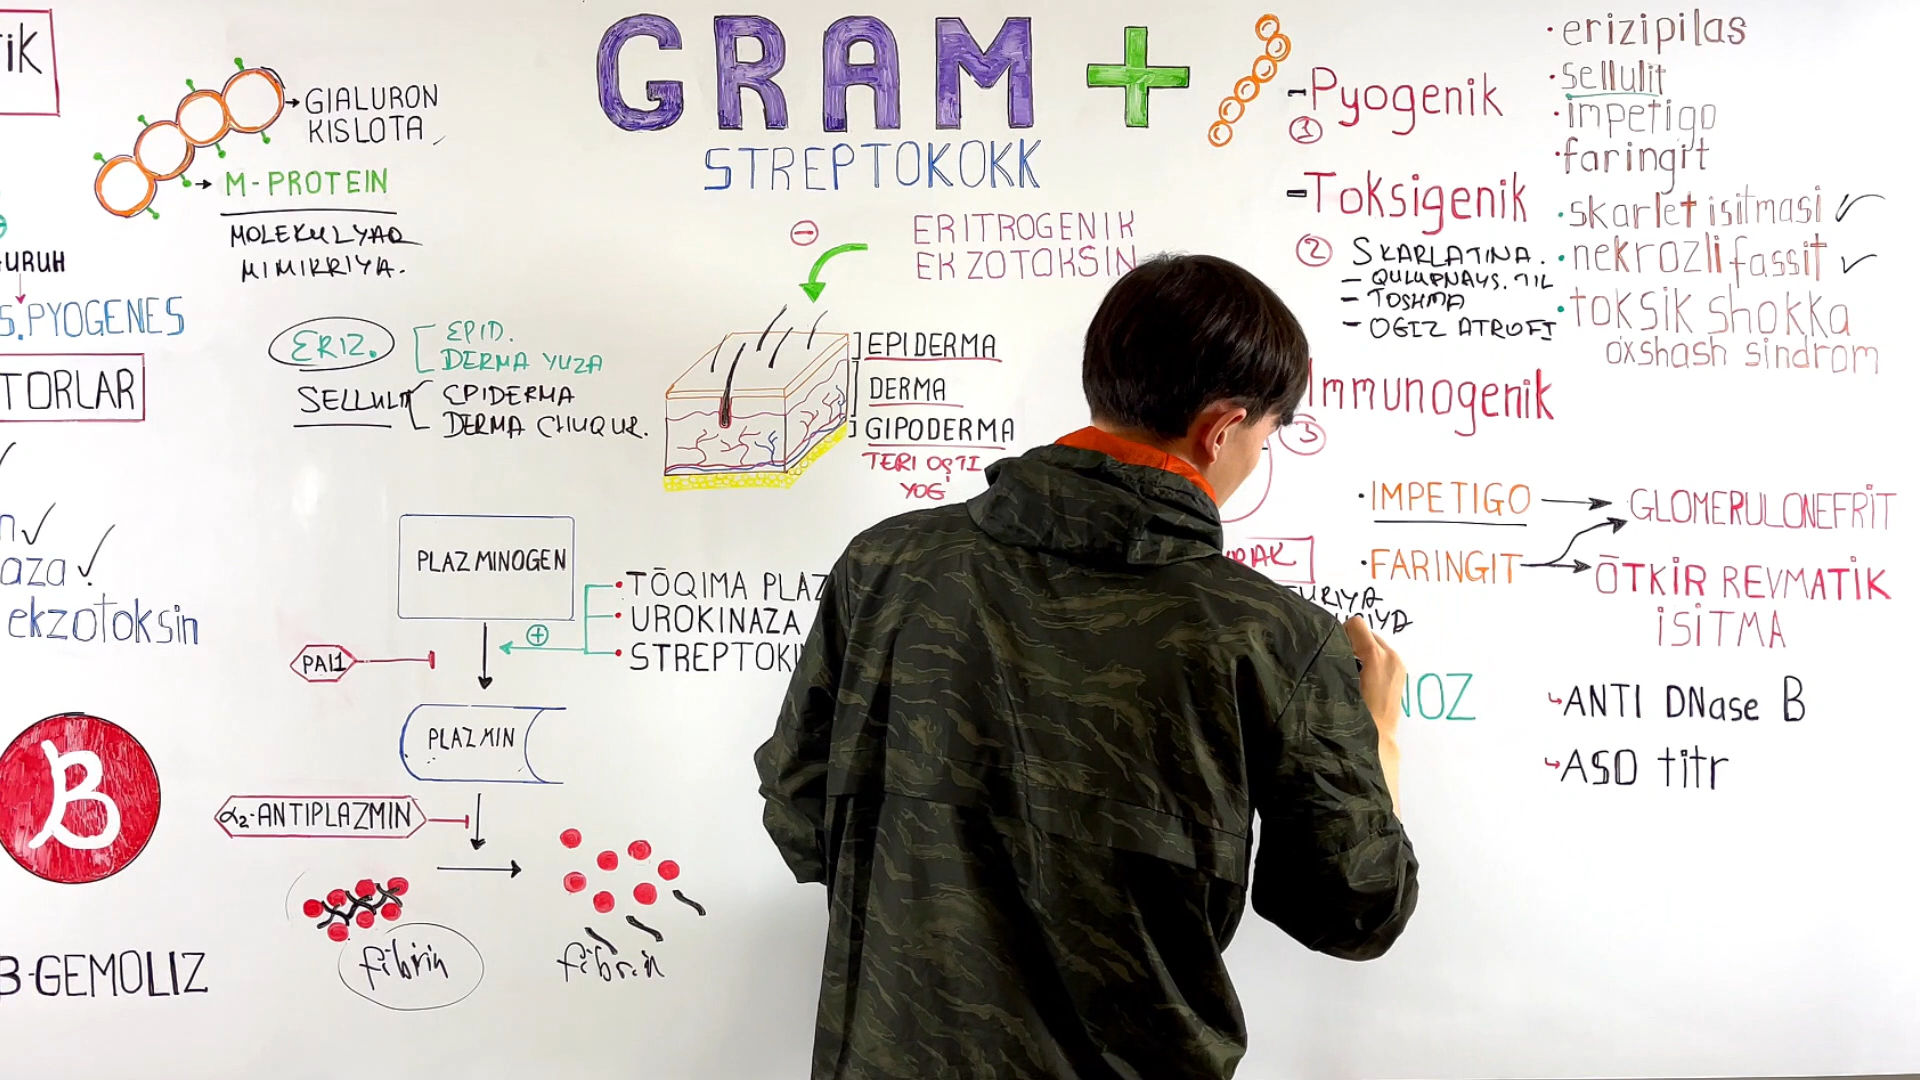 GIALURON
KISLOTA
M-PROTEIN
MOLEKULYAR
MIMIKRIYA.
S.PYOGENES
TORLAR
ekzotoksin
B
β-GEMOLIZ
GRAM +
STREPTOKOKK
ERITROGENIK
EKZOTOKSIN
ERIZ.
EPID.
DERMA YUZA
SELLULIT
EPIDERMA
DERMA CHUQUR.
EPIDERMA
DERMA
GIPODERMA
TERI OSTI
YOG'
PLAZMINOGEN
TŌQIMA PLAZ
UROKINAZA
STREPTOKI
PAI1
+
PLAZMIN
α2-ANTIPLAZMIN
fibrin
fibrin
-Pyogenik
1
• erizipilas
• sellulit
• impetigo
• faringit
-Toksigenik
2
SKARLATINA.
- QULUPNAYS. TIL
- TOSHMA
- OGIZ ATROFI
• skarlet isitmasi ✓
• nekrozli fassit ✓
• toksik shokka
oxshash sindrom
Immunogenik
3
• IMPETIGO → GLOMERULONEFRIT
• FARINGIT → ŌTKIR REVMATIK
ISITMA
NOZ
ANTI DNase B
ASO titr